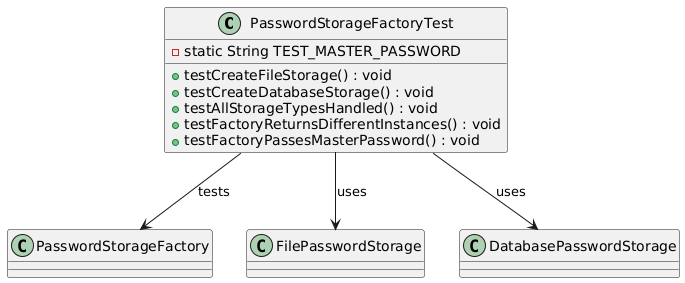 C PasswordStorageFactoryTest
static String TEST_MASTER_PASSWORD
testCreateFileStorage() : void
testCreateDatabaseStorage() : void
testAllStorageTypesHandled() : void
testFactoryReturnsDifferentInstances() : void
testFactoryPassesMasterPassword() : void
tests
uses
uses
C PasswordStorageFactory
C FilePasswordStorage
C DatabasePasswordStorage